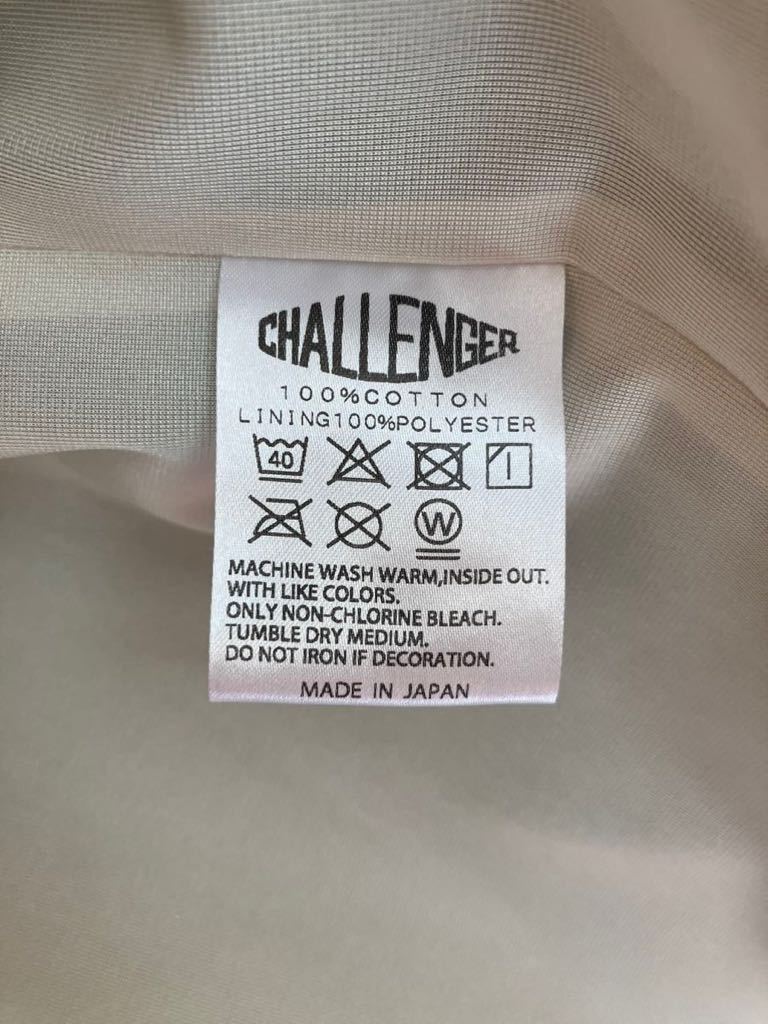 CHALLENGER
100%COTTON
LINING100%POLYESTER
40
W
MACHINE WASH WARM,INSIDE OUT.
WITH LIKE COLORS.
ONLY NON-CHLORINE BLEACH.
TUMBLE DRY MEDIUM.
DO NOT IRON IF DECORATION.
MADE IN JAPAN